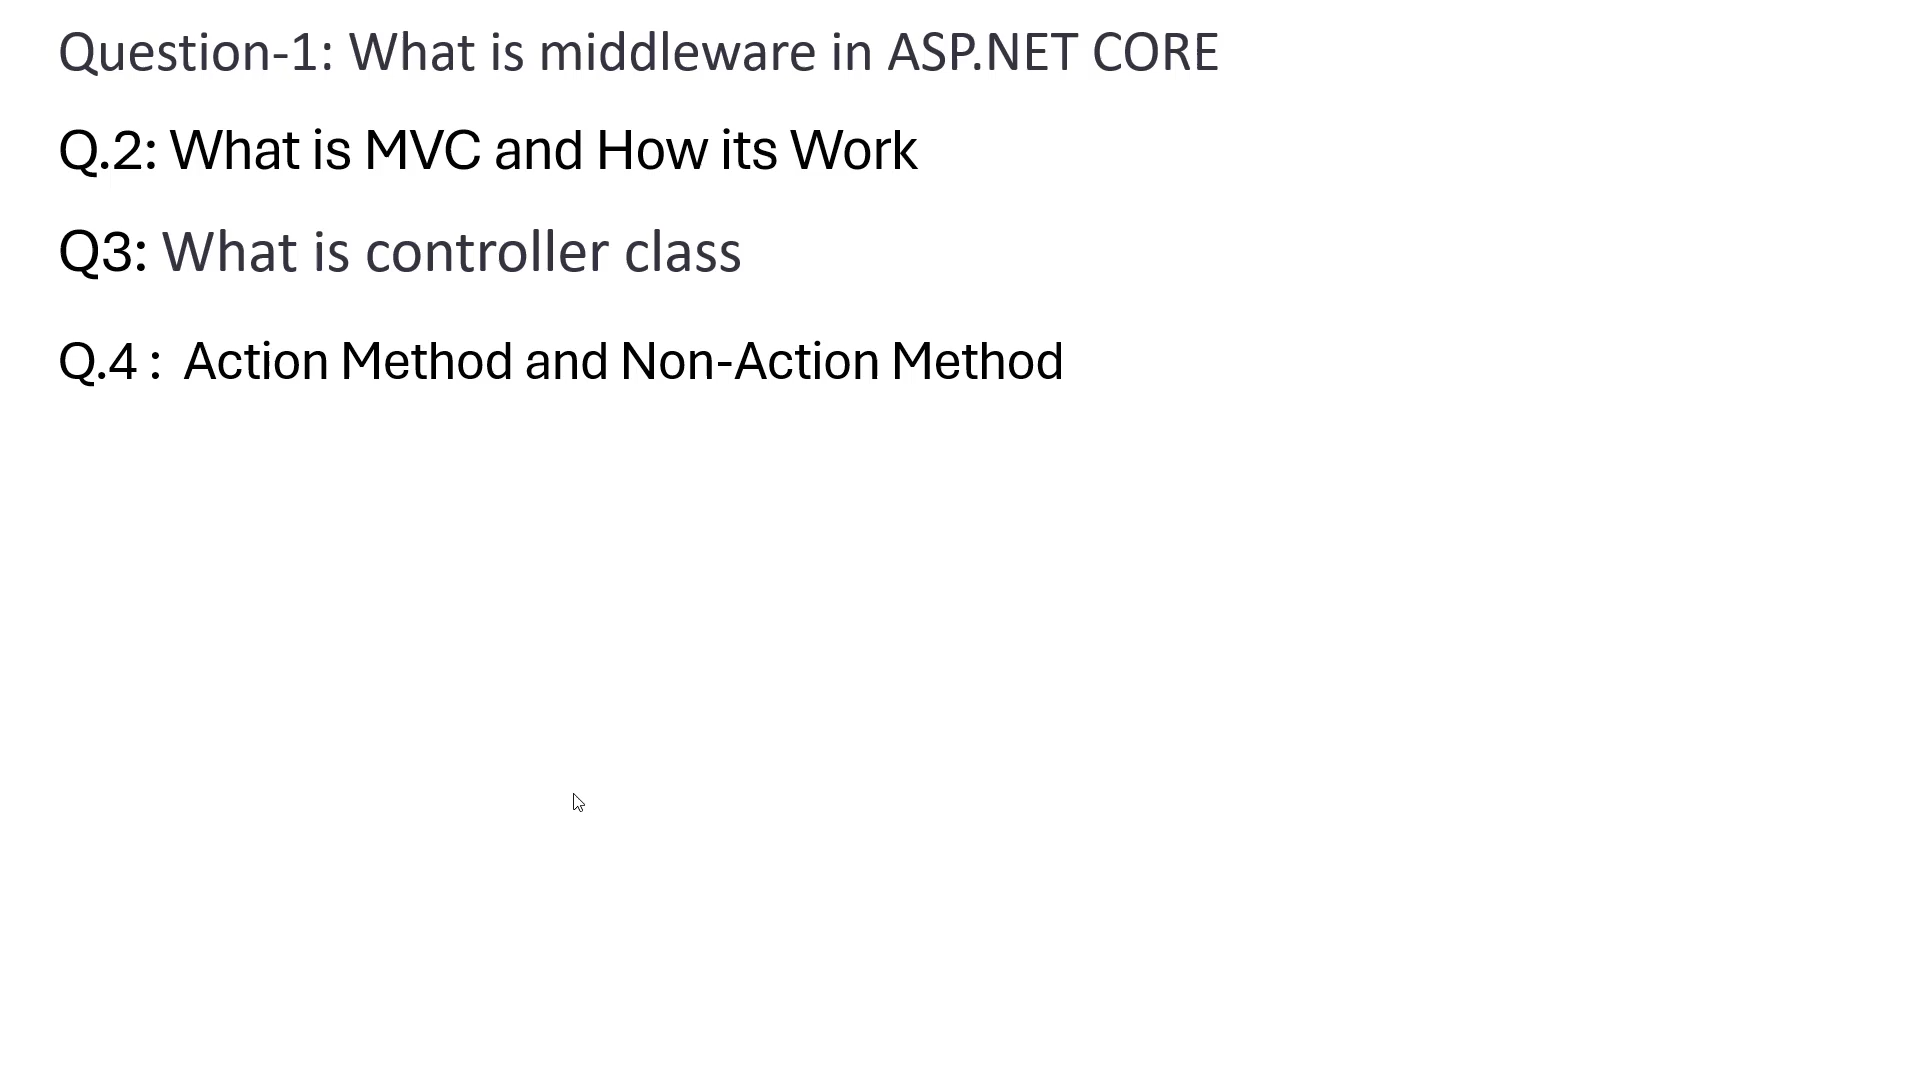 Question-1: What is middleware in ASP.NET CORE
Q.2: What is MVC and How its Work
Q3: What is controller class
Q.4 :  Action Method and Non-Action Method